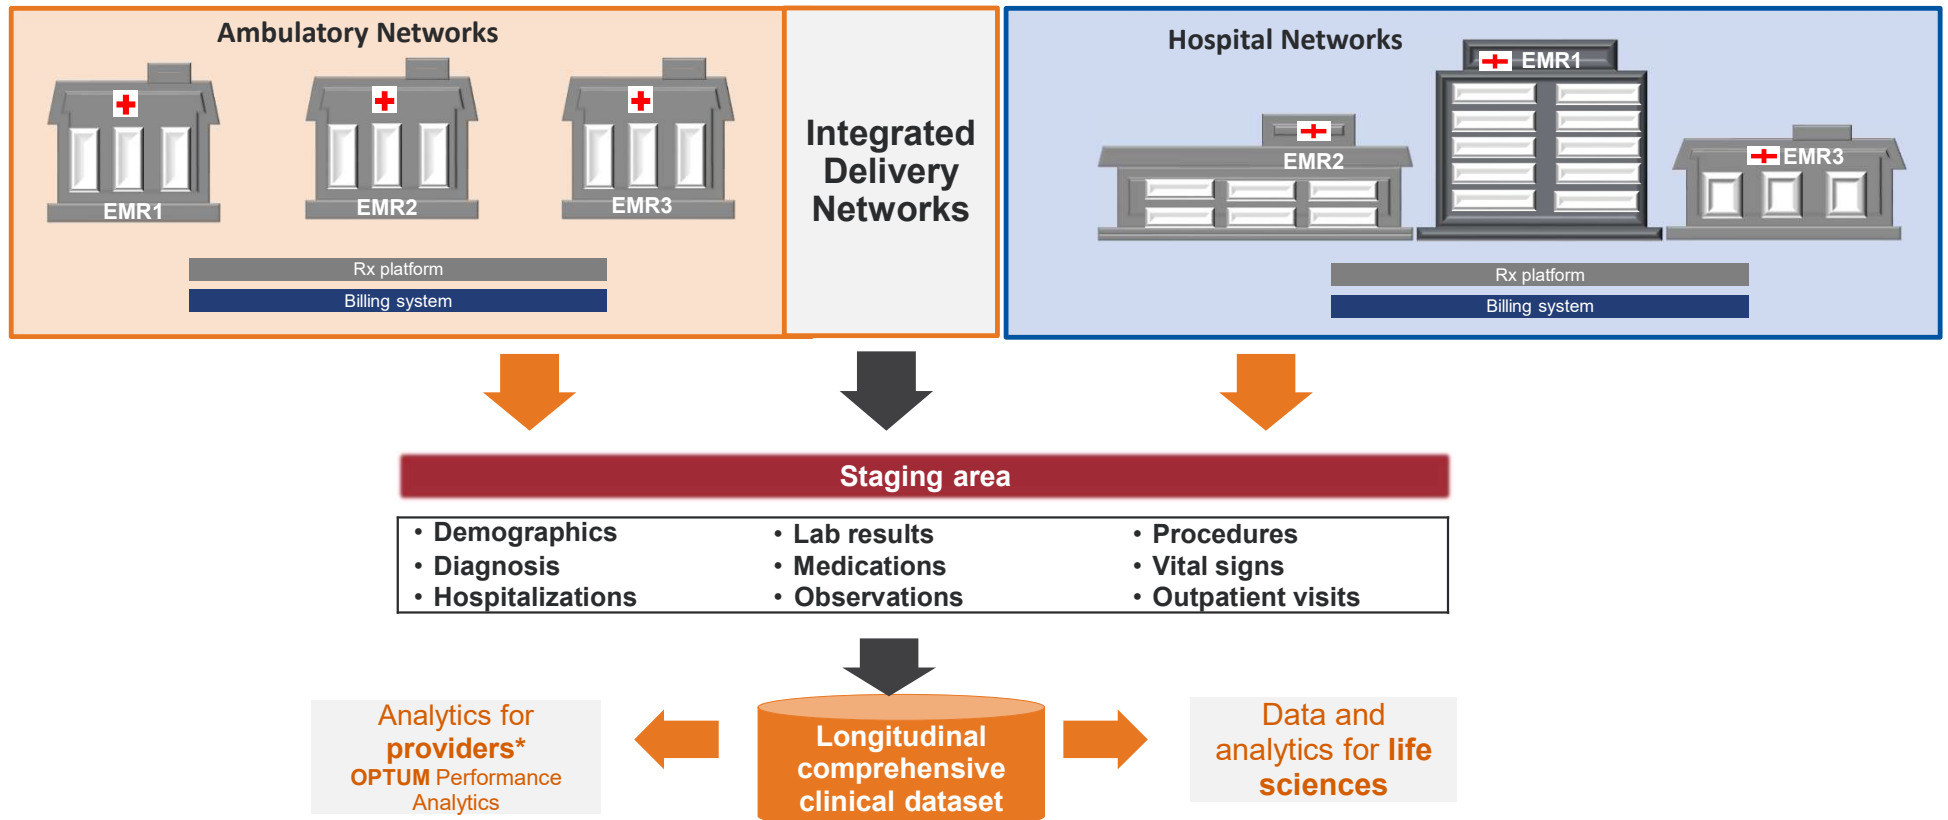 Ambulatory Networks
EMR1
EMR2
EMR3
Rx platform
Billing system
Integrated
Delivery
Networks
Hospital Networks
EMR1
EMR2
EMR3
Rx platform
Billing system
Staging area
• Demographics
• Diagnosis
• Hospitalizations
• Lab results
• Medications
• Observations
• Procedures
• Vital signs
• Outpatient visits
Analytics for
providers*
OPTUM Performance
Analytics
Longitudinal
comprehensive
clinical dataset
Data and
analytics for life
sciences